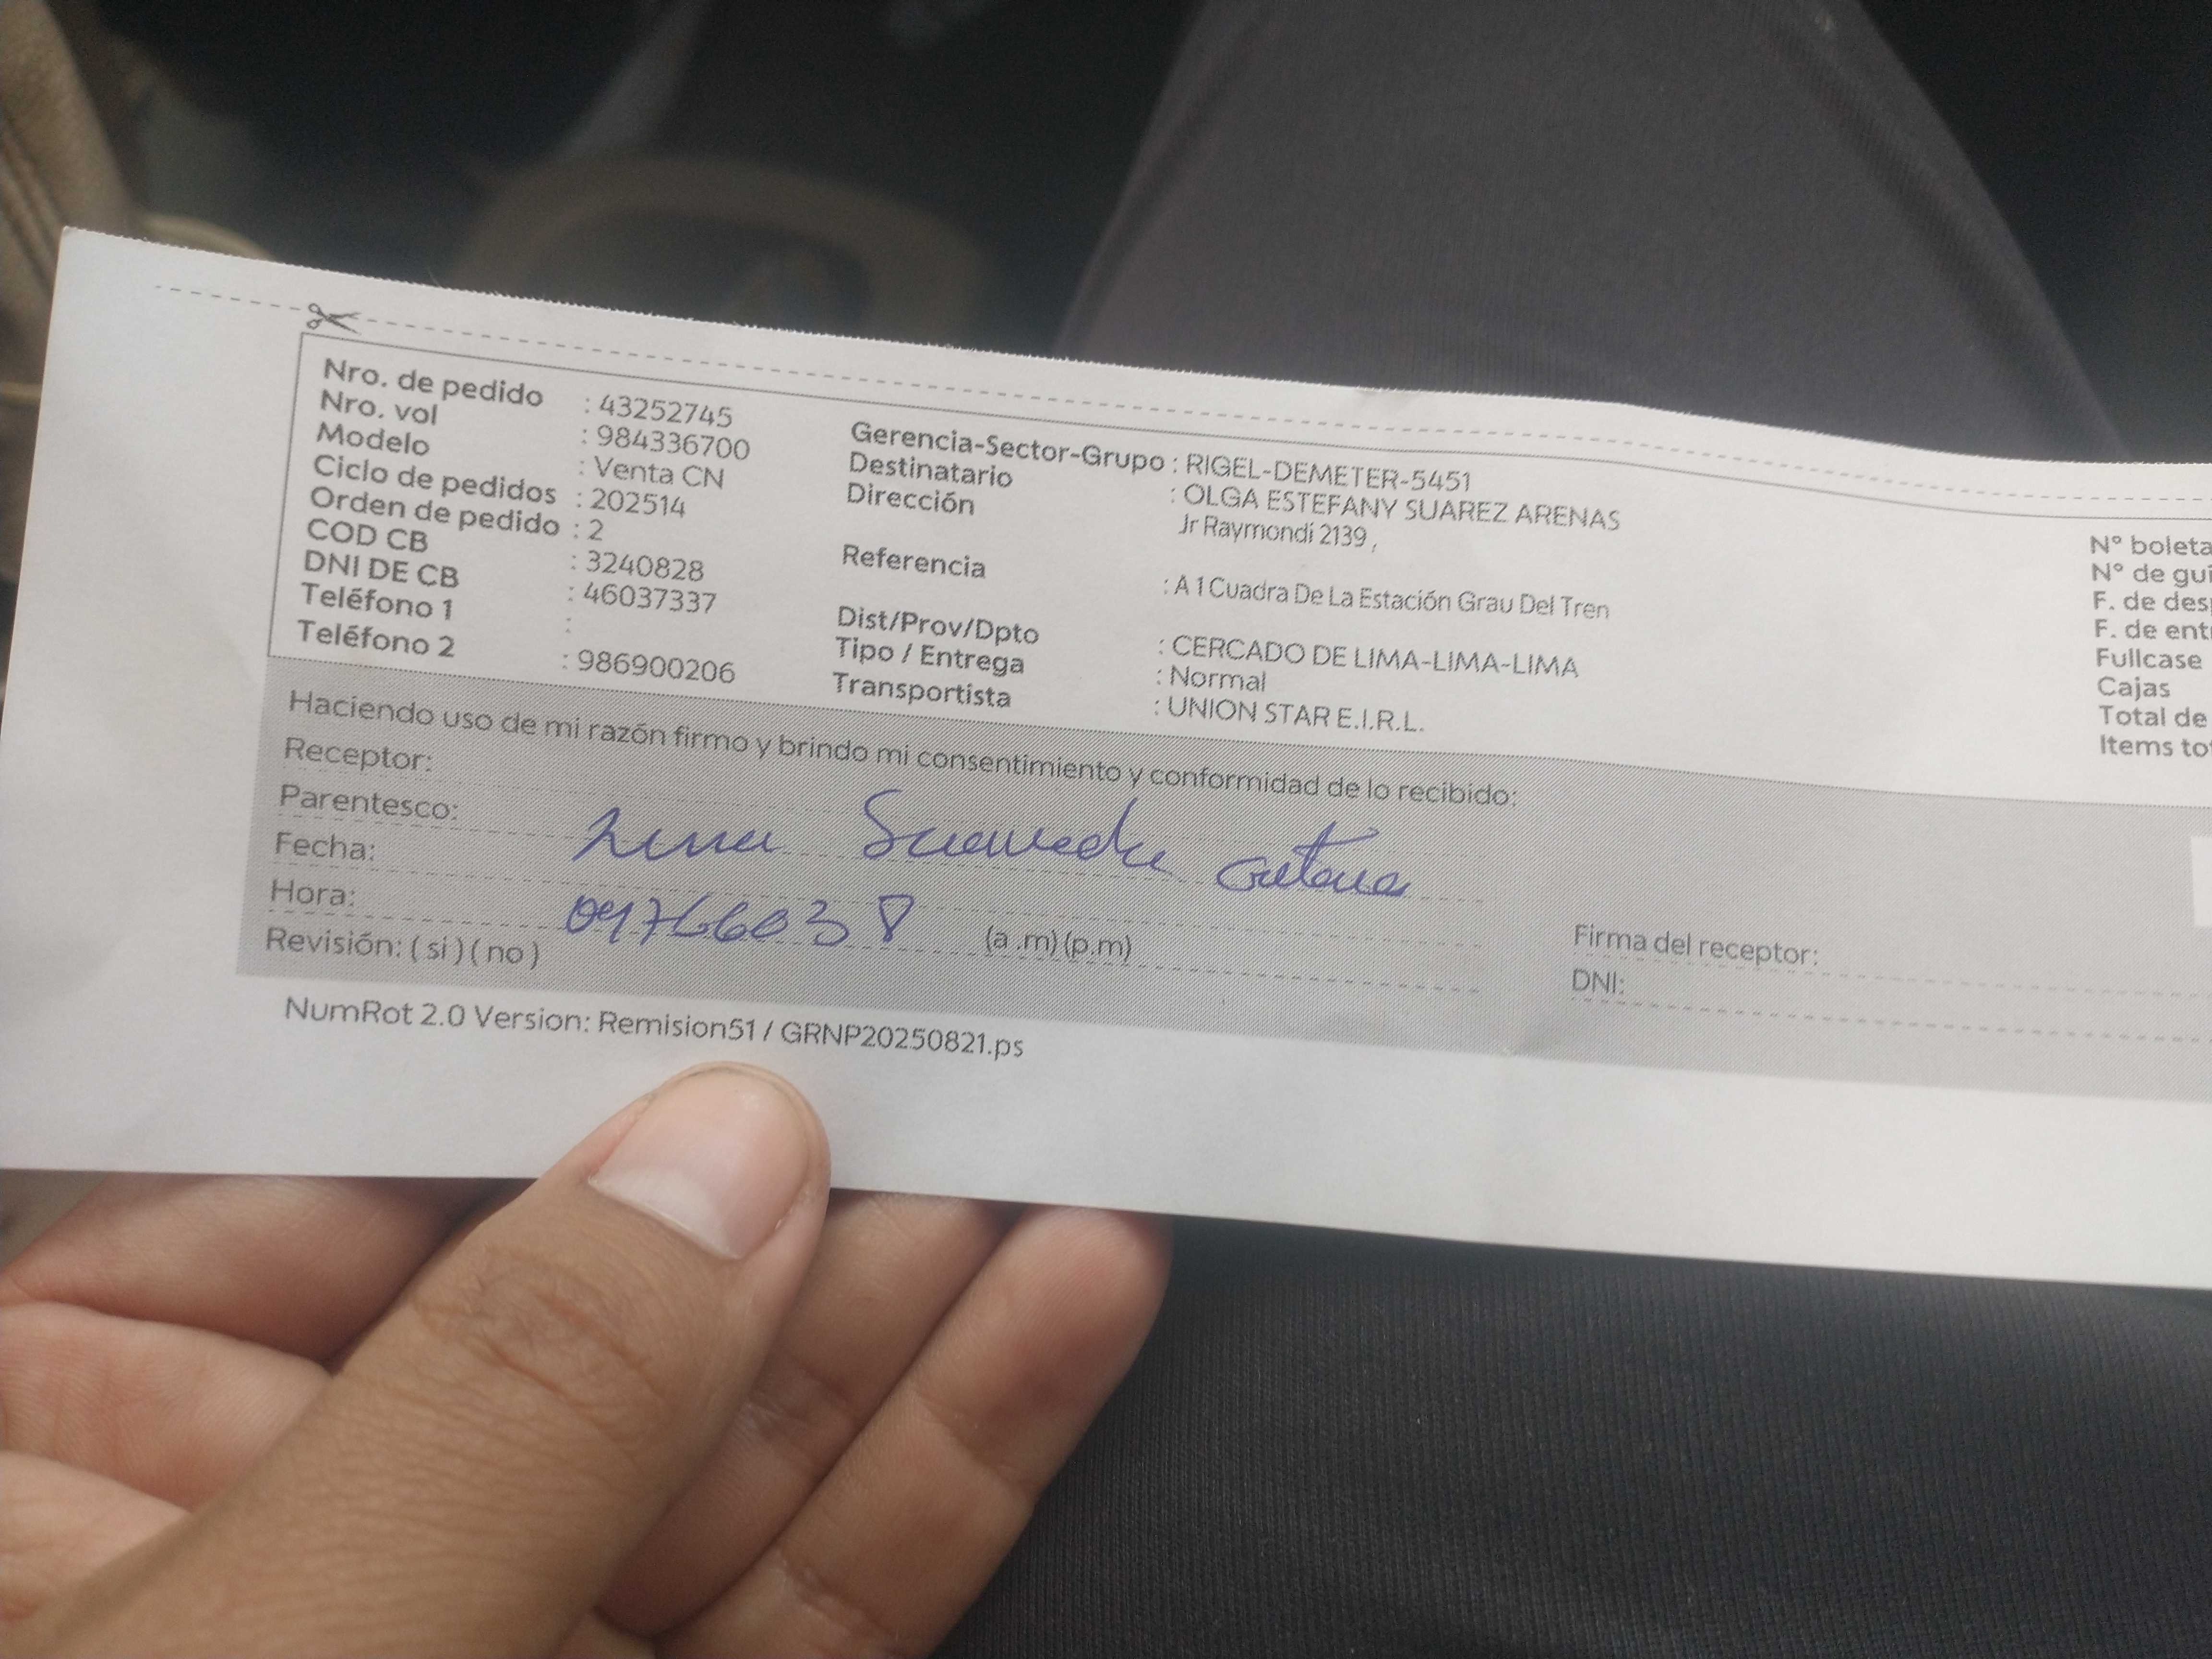 Nro. de pedido : 43252745
Nro. vol : 984336700
Modelo : Venta CN
Ciclo de pedidos : 202514
Orden de pedido : 2
COD CB : 3240828
DNI DE CB : 46037337
Teléfono 1 :
Teléfono 2 : 986900206
Gerencia-Sector-Grupo : RIGEL-DEMETER-5451
Destinatario : OLGA ESTEFANY SUAREZ ARENAS
Dirección Jr Raymondi 2139 ,
Referencia : A 1 Cuadra De La Estación Grau Del Tren
Dist/Prov/Dpto : CERCADO DE LIMA-LIMA-LIMA
Tipo / Entrega : Normal
Transportista : UNION STAR E.I.R.L.
N° boleta
N° de
F. de
F. de
Fullcase
Cajas
Total de
Items
Haciendo uso de mi razón firmo y brindo mi consentimiento y conformidad de lo recibido:
Receptor:
Parentesco:
Fecha:
Hora: (a .m) (p.m)
Revisión: ( si ) ( no )
Firma del receptor:
DNI:
NumRot 2.0 Version: Remision51 / GRNP20250821.ps